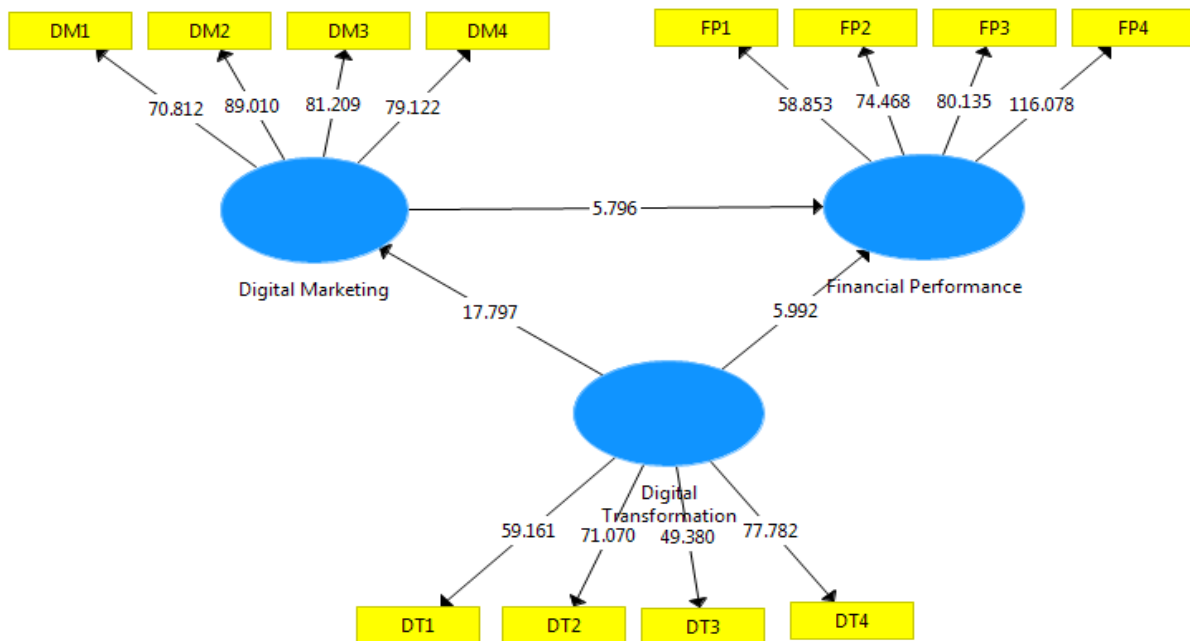 DM1
DM2
DM3
DM4
FP1
FP2
FP3
FP4
70.812
89.010
81.209
79.122
58.853
74.468
80.135
116.078
5.796
Digital Marketing
Financial Performance
17.797
5.992
Digital
Transformation
59.161
71.070
49.380
77.782
DT1
DT2
DT3
DT4